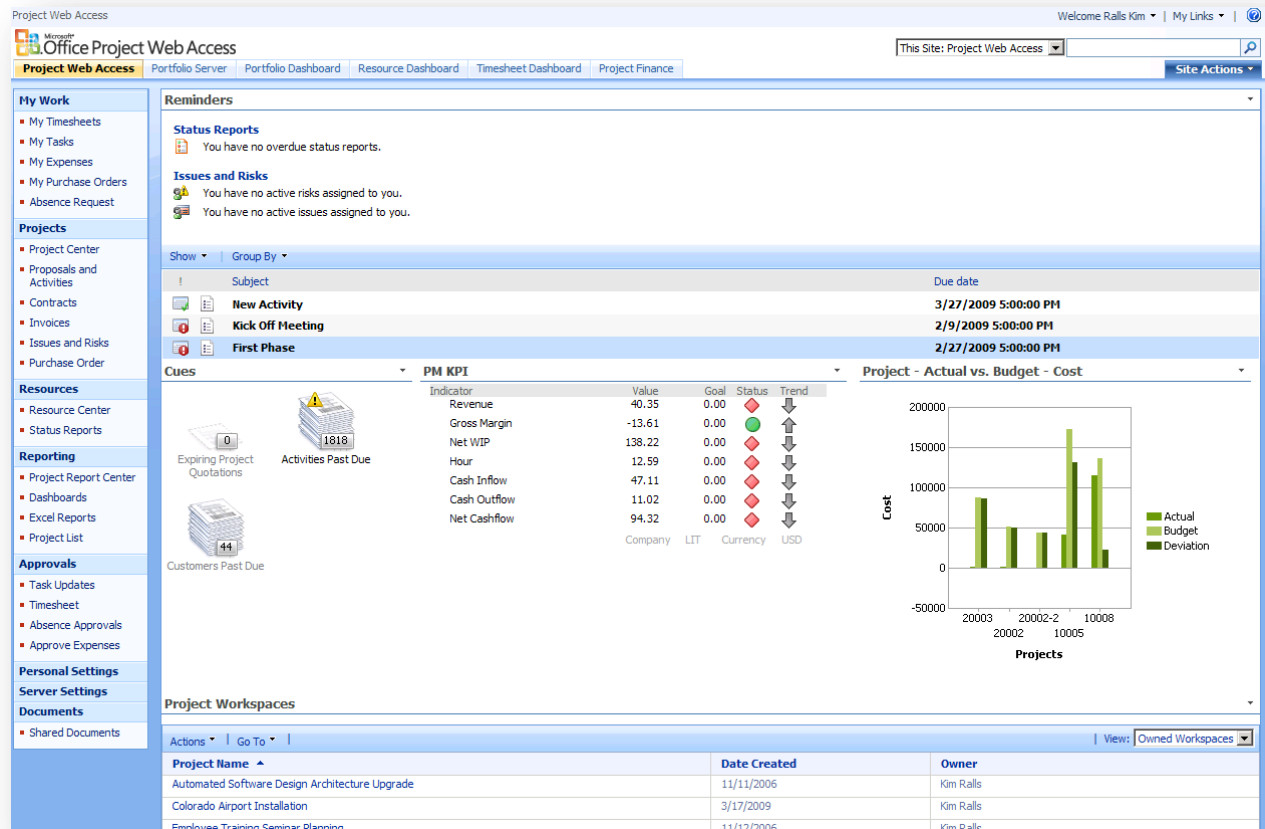 Project Web Access
Welcome Ralls Kim | My Links |
Microsoft
Office Project Web Access
This Site: Project Web Access
Project Web Access Portfolio Server Portfolio Dashboard Resource Dashboard Timesheet Dashboard Project Finance
Site Actions
My Work
My Timesheets
My Tasks
My Expenses
My Purchase Orders
Absence Request
Projects
Project Center
Proposals and
Activities
Contracts
Invoices
Issues and Risks
Purchase Order
Resources
Resource Center
Status Reports
Reporting
Project Report Center
Dashboards
Excel Reports
Project List
Approvals
Task Updates
Timesheet
Absence Approvals
Approve Expenses
Personal Settings
Server Settings
Documents
Shared Documents
Reminders
Status Reports
You have no overdue status reports.
Issues and Risks
You have no active risks assigned to you.
You have no active issues assigned to you.
Show | Group By
! Subject Due date
New Activity 3/27/2009 5:00:00 PM
Kick Off Meeting 2/9/2009 5:00:00 PM
First Phase 2/27/2009 5:00:00 PM
Cues
0
Expiring Project
Quotations
1818
Activities Past Due
44
Customers Past Due
PM KPI
Indicator Value Goal Status Trend
Revenue 40.35 0.00
Gross Margin -13.61 0.00
Net WIP 138.22 0.00
Hour 12.59 0.00
Cash Inflow 47.11 0.00
Cash Outflow 11.02 0.00
Net Cashflow 94.32 0.00
Company LIT Currency USD
Project - Actual vs. Budget - Cost
200000
150000
100000
50000
0
-50000
Cost
20003 20002-2 10008
20002 10005
Projects
Actual
Budget
Deviation
Project Workspaces
Actions | Go To |
| View: Owned Workspaces
Project Name Date Created Owner
Automated Software Design Architecture Upgrade 11/11/2006 Kim Ralls
Colorado Airport Installation 3/17/2009 Kim Ralls
Employee Training Seminar Planning 11/12/2006 Kim Ralls